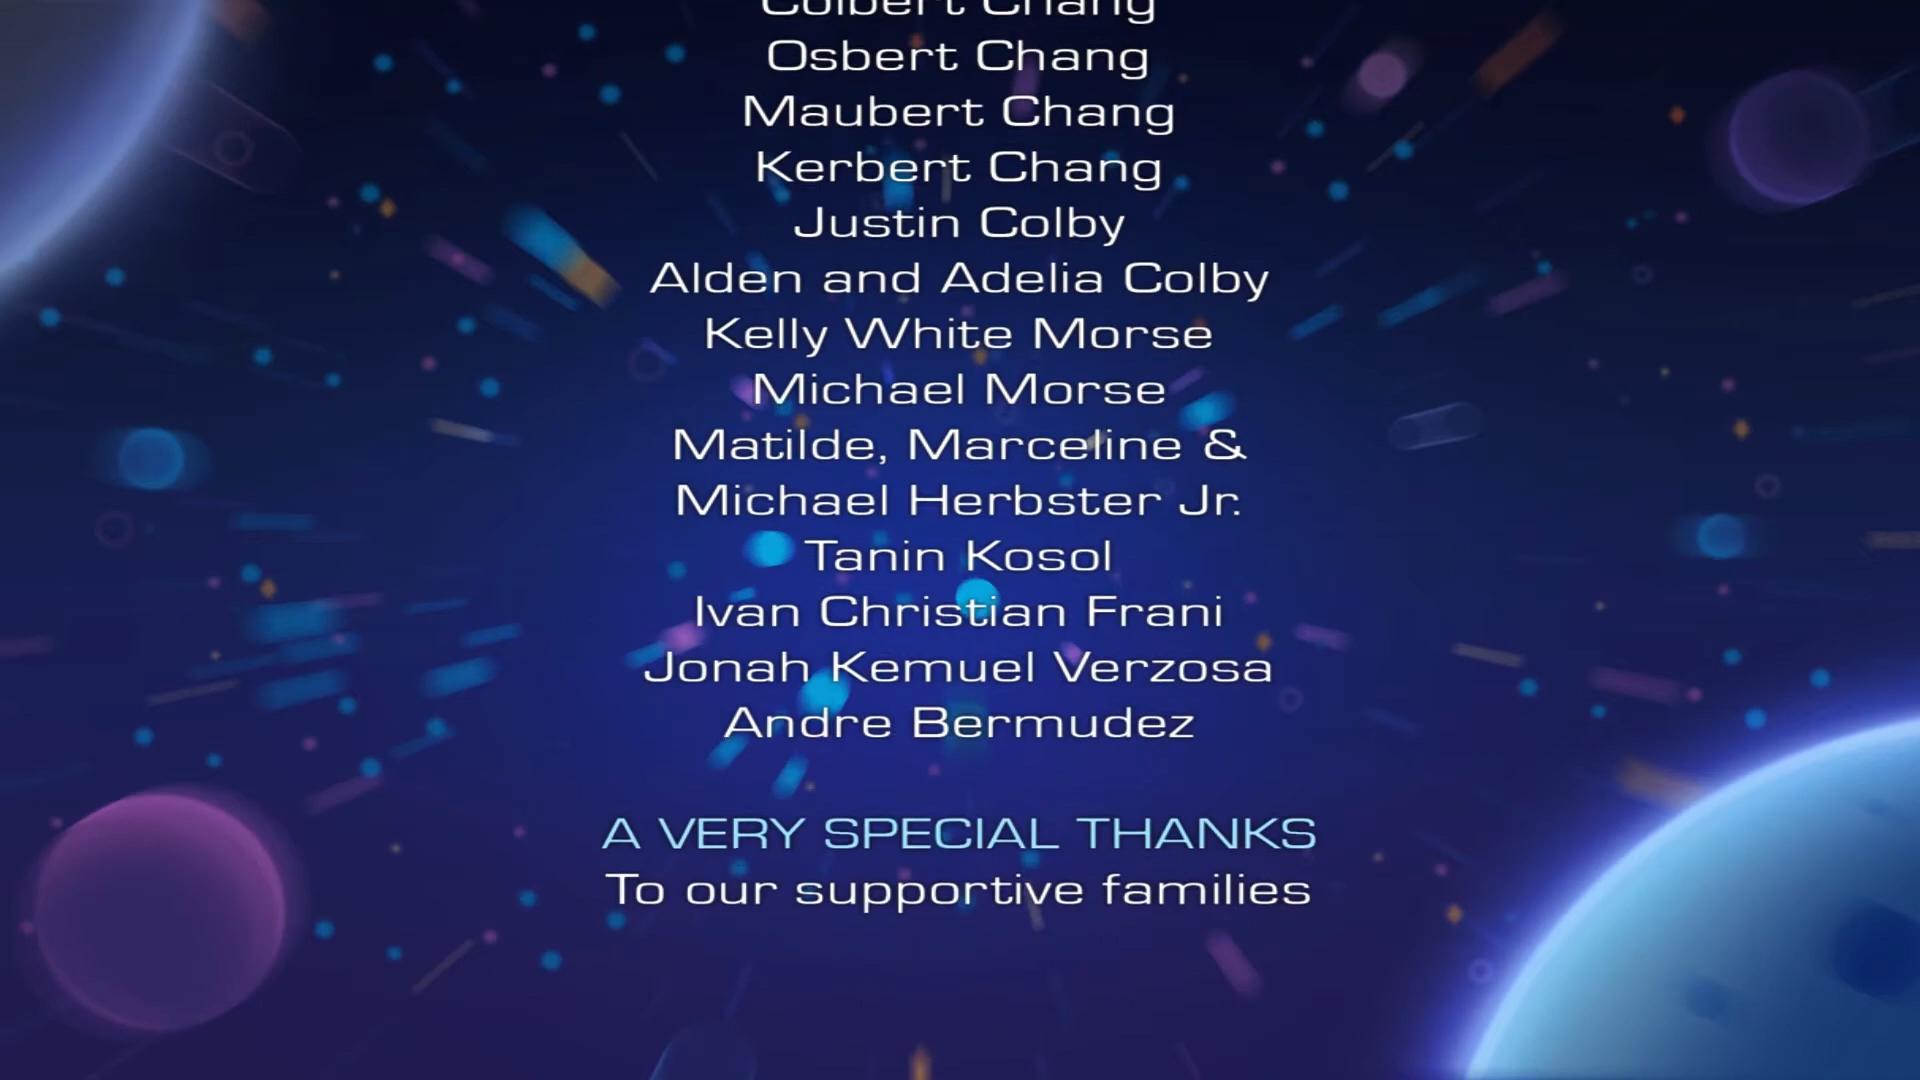 Colbert Chang
Osbert Chang
Maubert Chang
Kerbert Chang
Justin Colby
Alden and Adelia Colby
Kelly White Morse
Michael Morse
Matilde, Marceline &
Michael Herbster Jr.
Tanin Kosol
Ivan Christian Frani
Jonah Kemuel Verzosa
Andre Bermudez
A VERY SPECIAL THANKS
To our supportive families